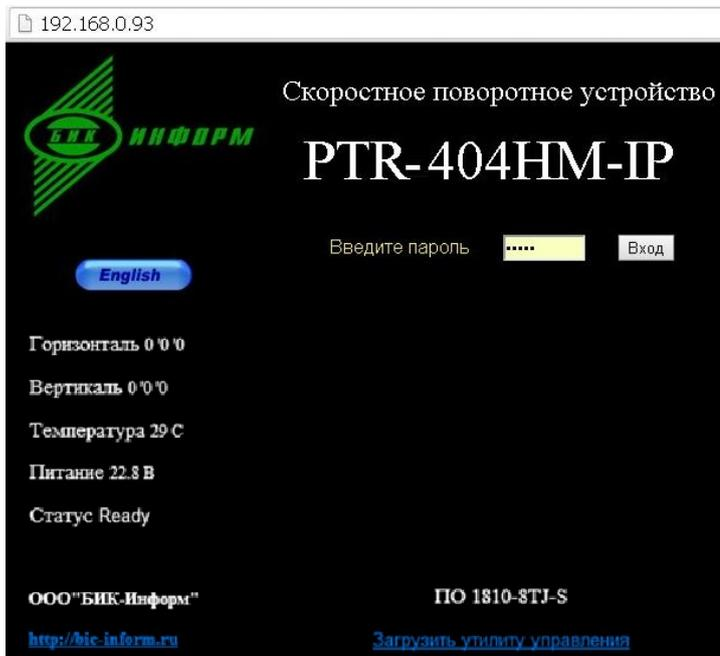 192.168.0.93
Скоростное поворотное устройство
БИК ИНФОРМ
PTR-404HM-IP
Введите пароль ••••• Вход
English
Горизонталь 0'0'0
Вертикаль 0'0'0
Температура 29 C
Питание 22.8 В
Статус Ready
ООО"БИК-Информ" ПО 1810-8TJ-S
http://bic-inform.ru Загрузить утилиту управления